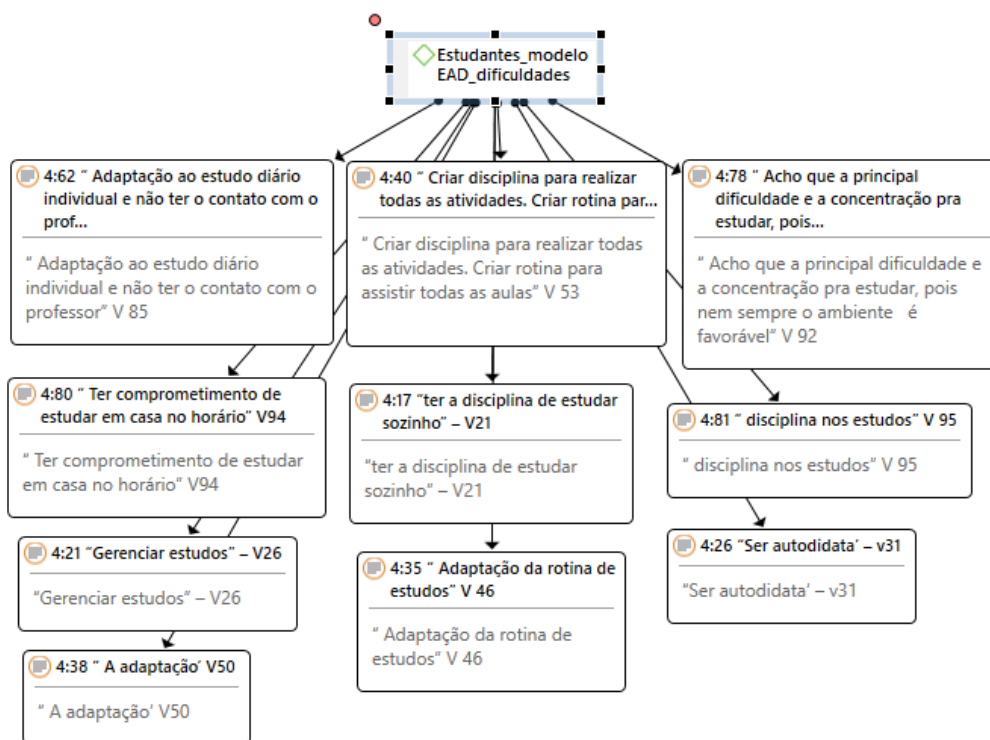 Estudantes_modelo
EAD_dificuldades
4:62 “ Adaptação ao estudo diário
individual e não ter o contato com o
prof...
“ Adaptação ao estudo diário
individual e não ter o contato com o
professor” V 85
4:40 “ Criar disciplina para realizar
todas as atividades. Criar rotina par...
“ Criar disciplina para realizar todas
as atividades. Criar rotina para
assistir todas as aulas” V 53
4:78 “ Acho que a principal
dificuldade e a concentração pra
estudar, pois...
“ Acho que a principal dificuldade e
a concentração pra estudar, pois
nem sempre o ambiente é
favorável” V 92
4:80 “ Ter comprometimento de
estudar em casa no horário” V94
“ Ter comprometimento de estudar
em casa no horário” V94
4:17 “ter a disciplina de estudar
sozinho” – V21
“ter a disciplina de estudar
sozinho” – V21
4:81 “ disciplina nos estudos” V 95
“ disciplina nos estudos” V 95
4:21 “Gerenciar estudos” – V26
“Gerenciar estudos” – V26
4:35 “ Adaptação da rotina de
estudos” V 46
“ Adaptação da rotina de
estudos” V 46
4:26 “Ser autodidata’ – v31
“Ser autodidata’ – v31
4:38 “ A adaptação’ V50
“ A adaptação’ V50